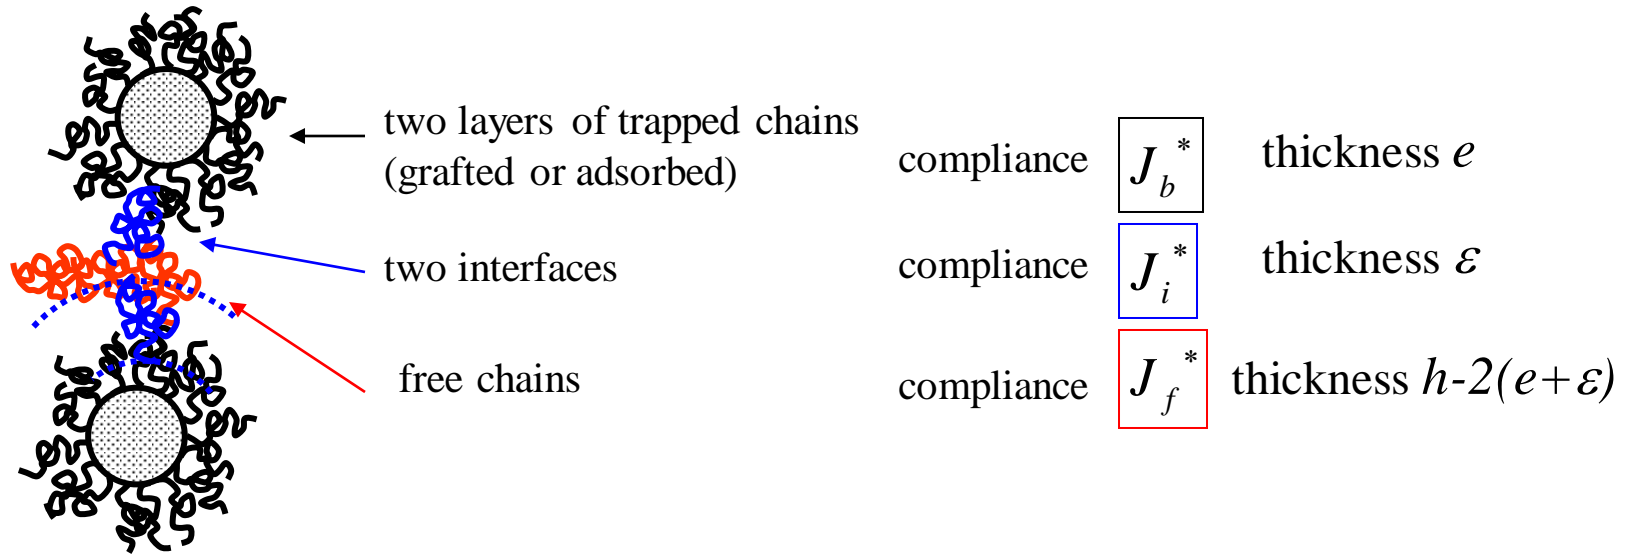 two layers of trapped chains
(grafted or adsorbed)
compliance J_b^* thickness e
two interfaces
compliance J_i^* thickness ε
free chains
compliance J_f^* thickness h-2(e+ε)